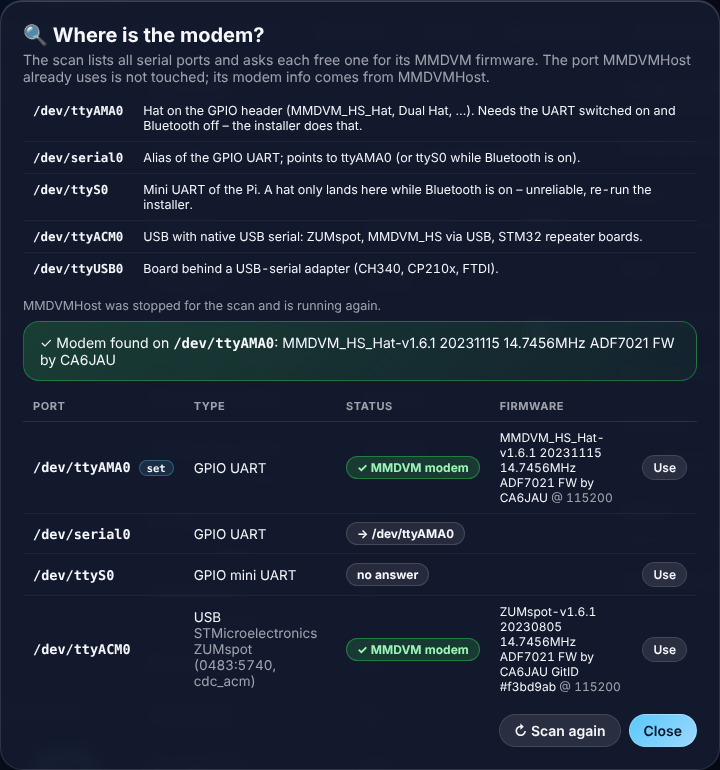 🔍 Where is the modem?
The scan lists all serial ports and asks each free one for its MMDVM firmware. The port MMDVMHost
already uses is not touched; its modem info comes from MMDVMHost.
/dev/ttyAMA0 Hat on the GPIO header (MMDVM_HS_Hat, Dual Hat, ...). Needs the UART switched on and
Bluetooth off – the installer does that.
/dev/serial0 Alias of the GPIO UART; points to ttyAMA0 (or ttyS0 while Bluetooth is on).
/dev/ttyS0 Mini UART of the Pi. A hat only lands here while Bluetooth is on – unreliable, re-run the
installer.
/dev/ttyACM0 USB with native USB serial: ZUMspot, MMDVM_HS via USB, STM32 repeater boards.
/dev/ttyUSB0 Board behind a USB-serial adapter (CH340, CP210x, FTDI).
MMDVMHost was stopped for the scan and is running again.
✓ Modem found on /dev/ttyAMA0: MMDVM_HS_Hat-v1.6.1 20231115 14.7456MHz ADF7021 FW
by CA6JAU
PORT TYPE STATUS FIRMWARE
/dev/ttyAMA0 set GPIO UART ✓ MMDVM modem
MMDVM_HS_Hat-
v1.6.1 20231115
14.7456MHz
ADF7021 FW by
CA6JAU @ 115200
Use
/dev/serial0 GPIO UART → /dev/ttyAMA0
/dev/ttyS0 GPIO mini UART no answer Use
/dev/ttyACM0
USB
STMicroelectronics
ZUMspot
(0483:5740,
cdc_acm)
✓ MMDVM modem
ZUMspot-v1.6.1
20230805
14.7456MHz
ADF7021 FW by
CA6JAU GitID
#f3bd9ab @ 115200
Use
↻ Scan again Close